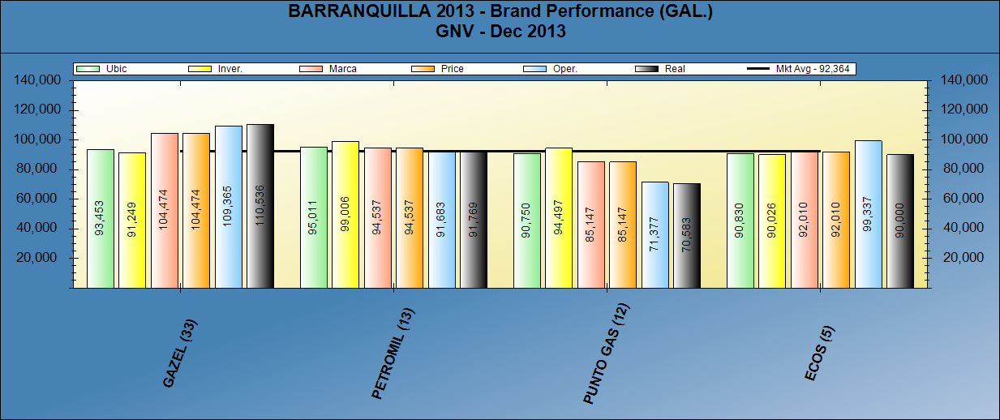 BARRANQUILLA 2013 - Brand Performance (GAL.)
GNV - Dec 2013
Ubic Inver. Marca Price Oper. Real Mkt Avg - 92,364
140,000 140,000
120,000 120,000
100,000 100,000
80,000 80,000
60,000 60,000
40,000 40,000
20,000 20,000
93,453 91,249 104,474 104,474 109,365 110,536
95,011 99,006 94,537 94,537 91,683 91,769
90,750 94,497 85,147 85,147 71,377 70,583
90,830 90,026 92,010 92,010 99,337 90,000
GAZEL (33)
PETROMIL (13)
PUNTO GAS (12)
ECOS (5)